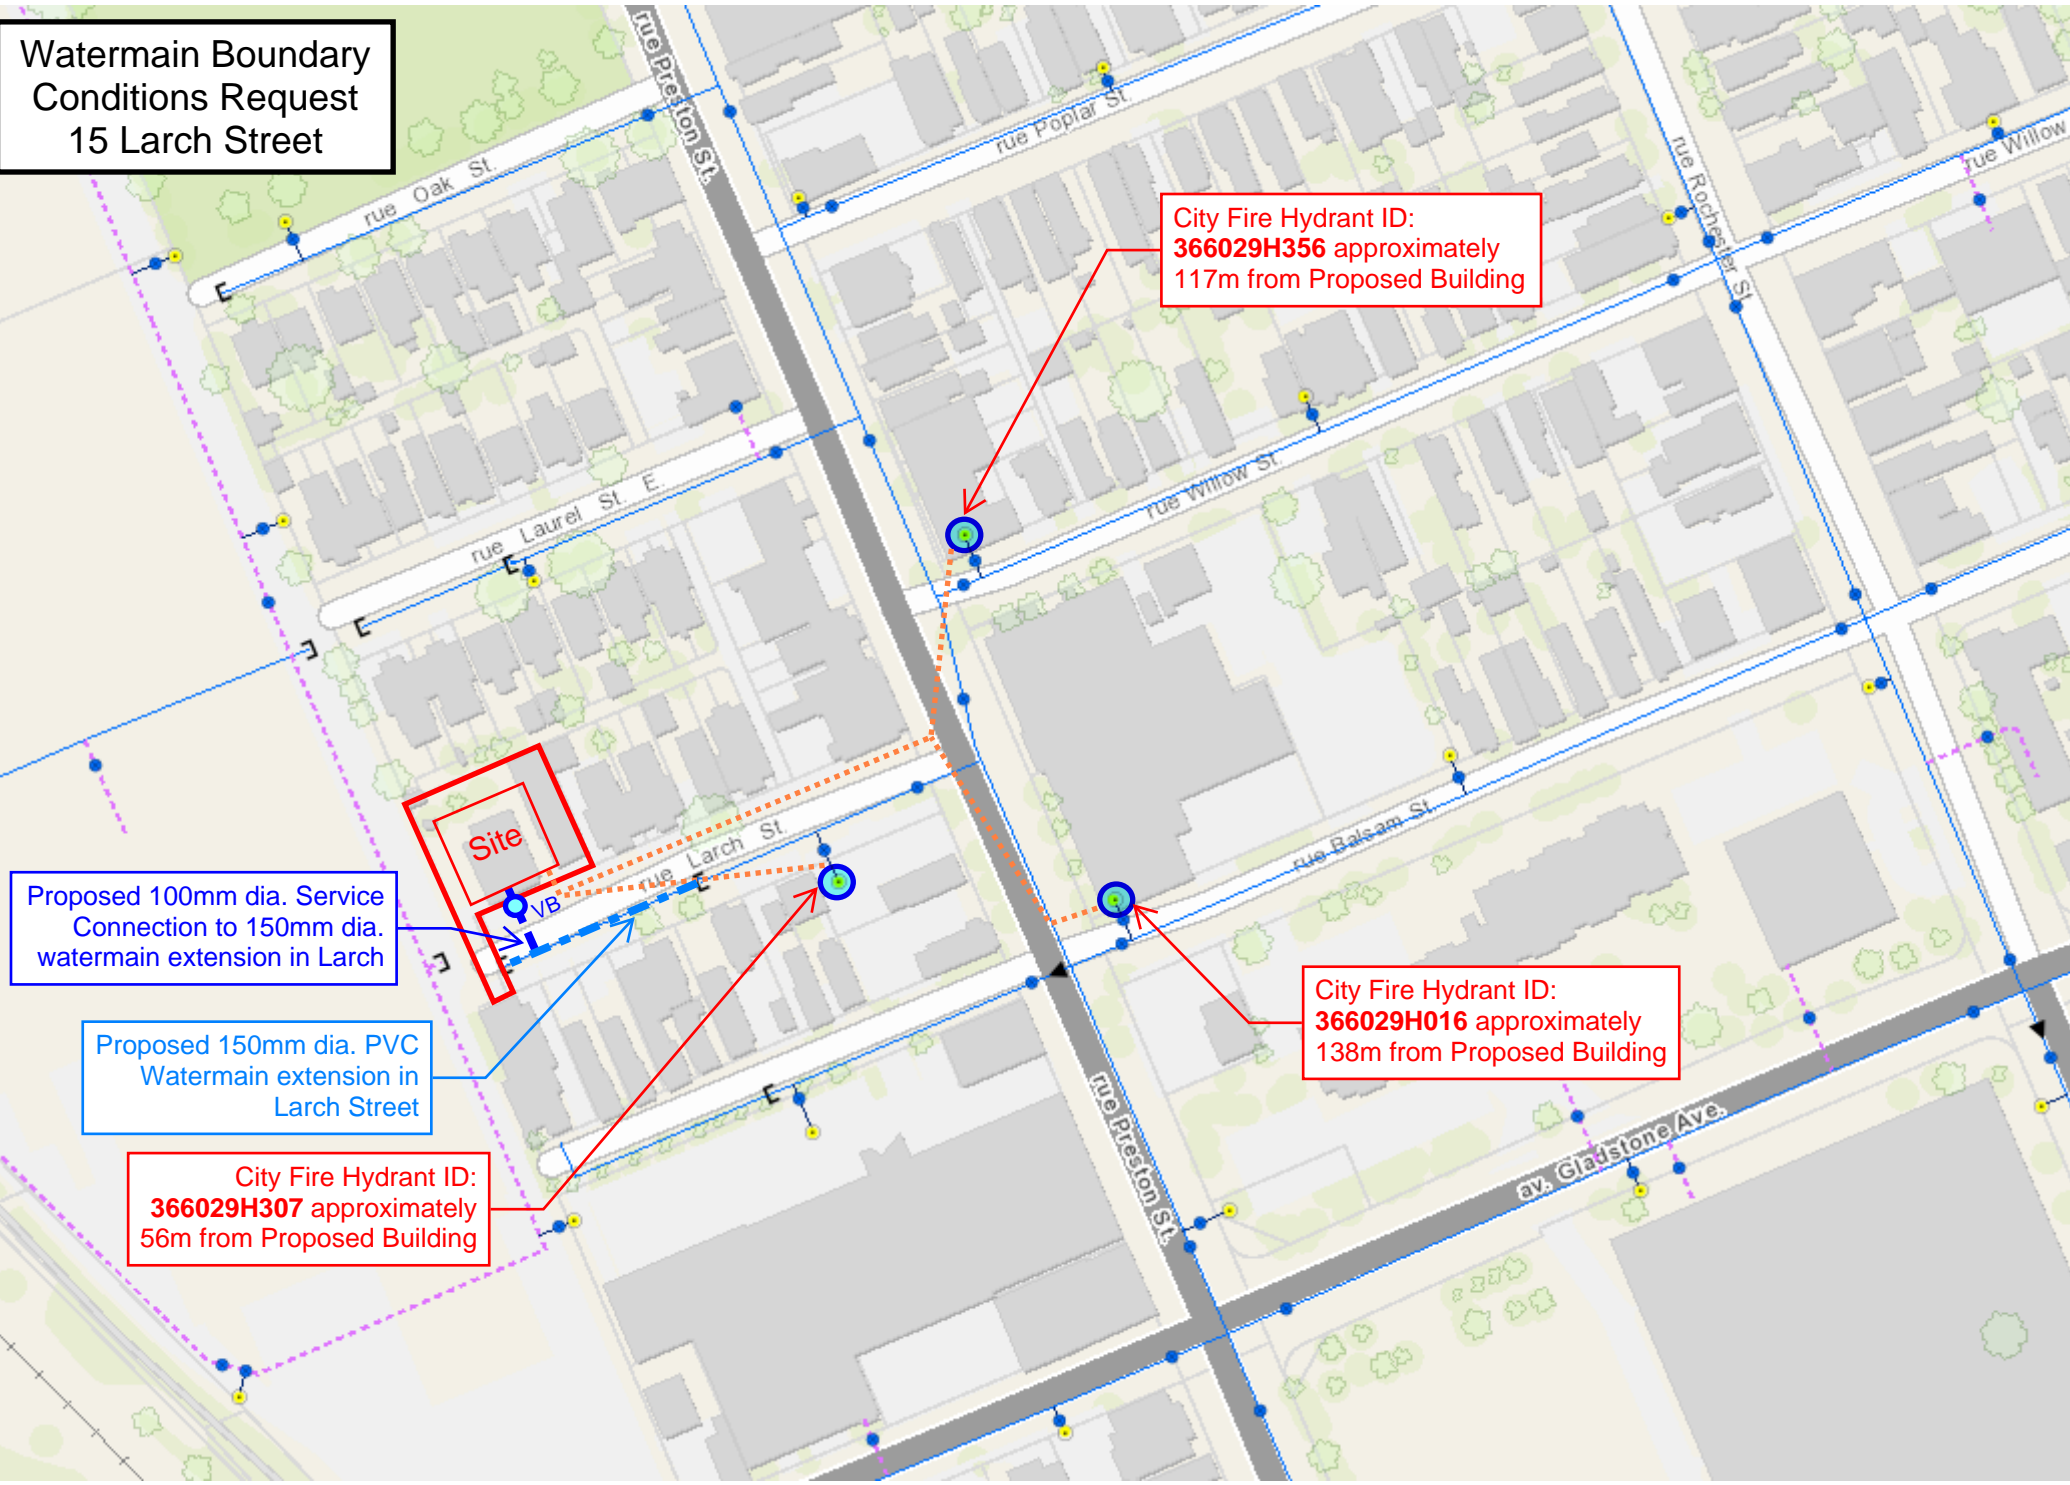 Watermain Boundary
Conditions Request
15 Larch Street
rue Preston St.
rue Poplar St.
rue Oak St.
rue Rochester St.
rue Willow
City Fire Hydrant ID:
366029H356 approximately
117m from Proposed Building
rue Willow St.
rue Laurel St. E.
Site
rue Larch St.
rue Balsam St.
VB
Proposed 100mm dia. Service
Connection to 150mm dia.
watermain extension in Larch
City Fire Hydrant ID:
366029H016 approximately
138m from Proposed Building
Proposed 150mm dia. PVC
Watermain extension in
Larch Street
rue Preston St.
av. Gladstone Ave.
City Fire Hydrant ID:
366029H307 approximately
56m from Proposed Building